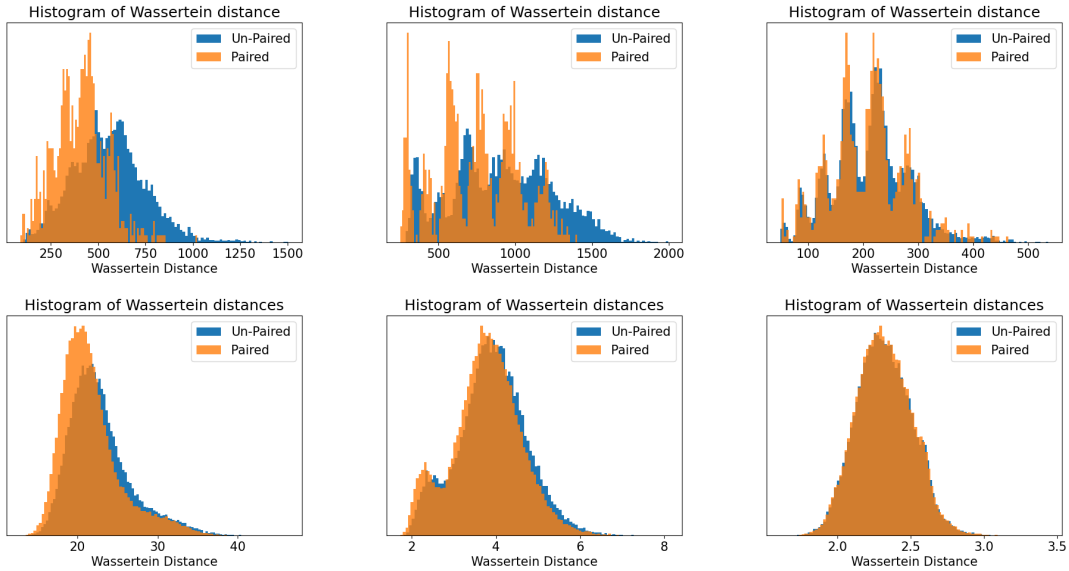 Histogram of Wassertein distance
Un-Paired
Paired
250 500 750 1000 1250 1500
Wassertein Distance
Histogram of Wassertein distance
Un-Paired
Paired
500 1000 1500 2000
Wassertein Distance
Histogram of Wassertein distance
Un-Paired
Paired
100 200 300 400 500
Wassertein Distance
Histogram of Wassertein distances
Un-Paired
Paired
20 30 40
Wassertein Distance
Histogram of Wassertein distances
Un-Paired
Paired
2 4 6 8
Wassertein Distance
Histogram of Wassertein distances
Un-Paired
Paired
2.0 2.5 3.0 3.5
Wassertein Distance